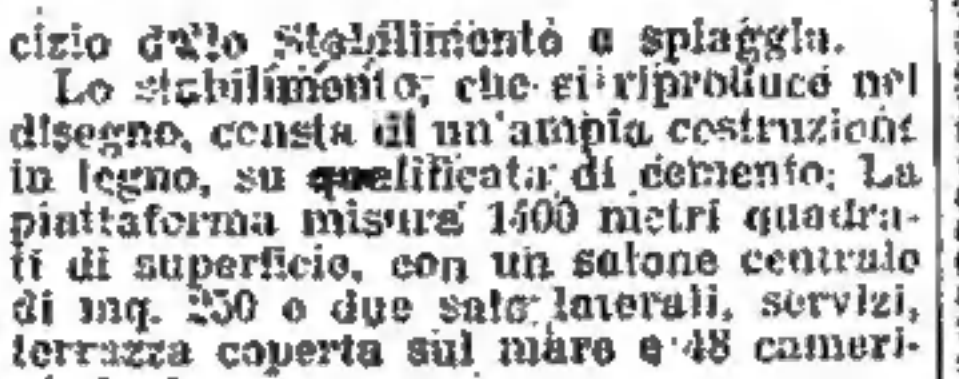 cizio dello Stabilimento a spiaggia.
Lo stabilimento, che si riproduce nel
disegno, consta di un'ampia costruzione
in legno, su di cemento. La
piattaforma misura 1400 metri quadra-
ti di superficie, con un salone centrale
di mq. 250 e due sale laterali, servizi,
terrazza coperta sul mare e 48 cameri-